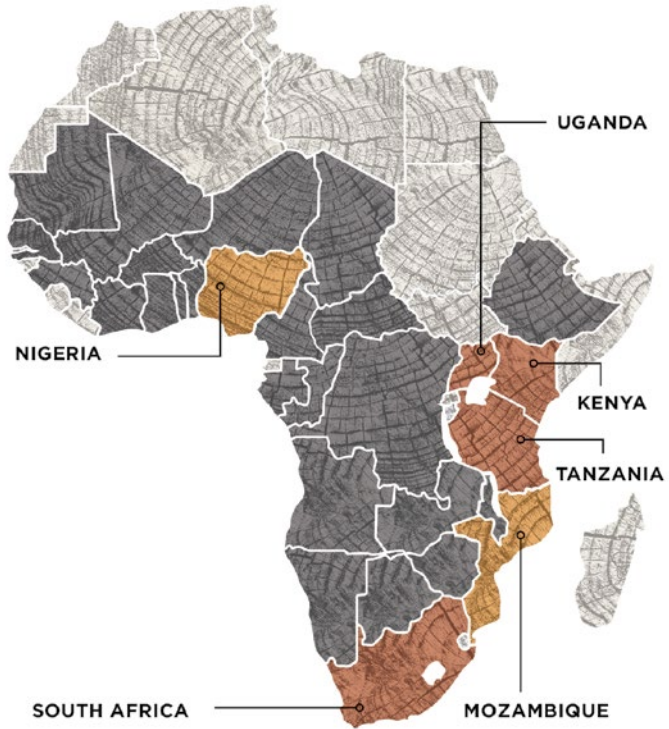 UGANDA
NIGERIA
KENYA
TANZANIA
SOUTH AFRICA
MOZAMBIQUE